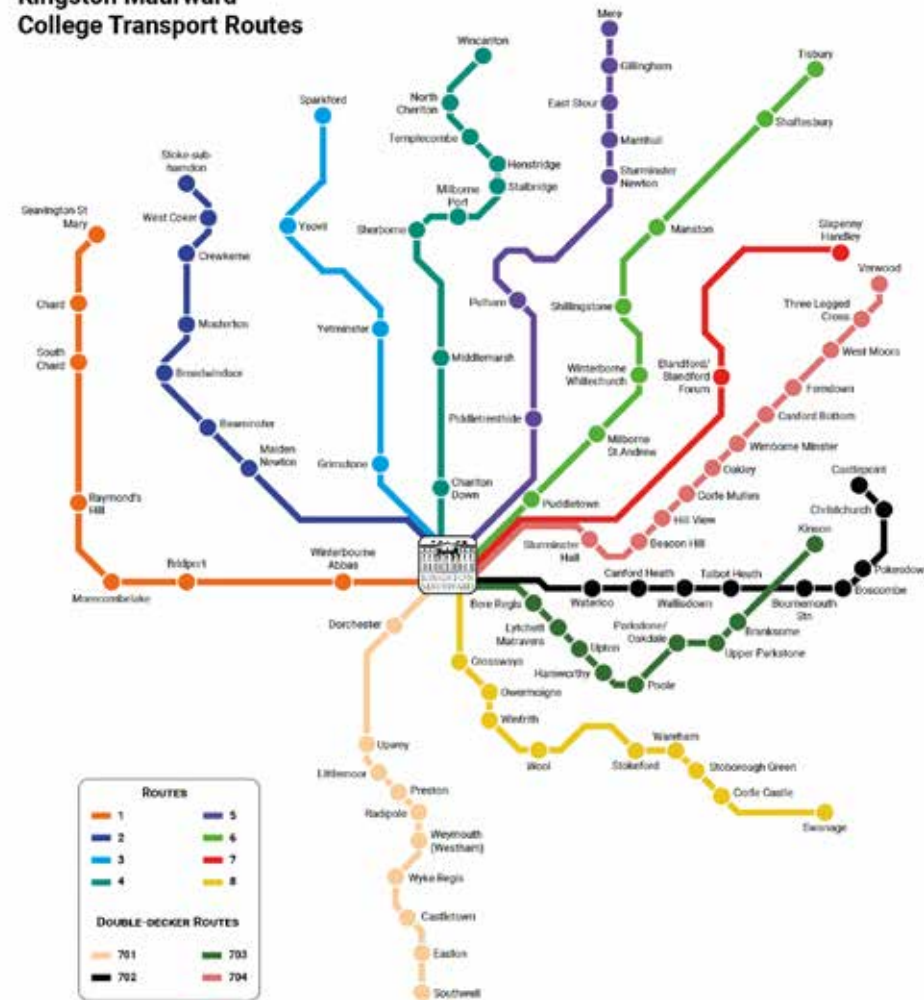 College Transport Routes
Mere
Wincanton
Gillingham
Tisbury
North
Cheriton
East Stour
Sparkford
Shaftesbury
Templecombe
Marnhull
Stoke-sub-
hamdon
Henstridge
Sturminster
Newton
Stalbridge
Milborne
Port
Seavington St
Mary
West Coker
Yeovil
Sherborne
Manston
Sixpenny
Handley
Crewkerne
Verwood
Chard
Pulham
Shillingstone
Three Legged
Cross
Mosterton
Yetminster
West Moors
South
Chard
Middlemarsh
Broadwindsor
Winterborne
Whitechurch
Blandford/
Blandford
Forum
Ferndown
Canford Bottom
Beaminster
Piddletrenthide
Milborne
St.Andrew
Wimborne Minster
Maiden
Newton
Grimstone
Oakley
Castlepoint
Charlton
Down
Corfe Mullen
Raymond's
Hill
Puddletown
Christchurch
Hill View
Kinson
Sturminster
Hall
Beacon Hill
Winterbourne
Abbas
Bridport
KINGSTON
MAURWARD
Canford Heath
Talbot Heath
Pokesdown
Morecombelake
Waterloo
Wallisdown
Bournemouth
Stn
Boscombe
Bere Regis
Dorchester
Lytchett
Matravers
Parkstone/
Oakdale
Branksome
Upton
Upper Parkstone
Crossways
Hamworthy
Poole
Owermoigne
Winfrith
Wareham
Upwey
Wool
Stokeford
Stoborough Green
Littlemoor
Preston
Corfe Castle
Radipole
Swanage
ROUTES
1 5
2 6
3 7
4 8
DOUBLE-DECKER ROUTES
701 703
702 704
Weymouth
(Westham)
Wyke Regis
Castletown
Easton
Southwell